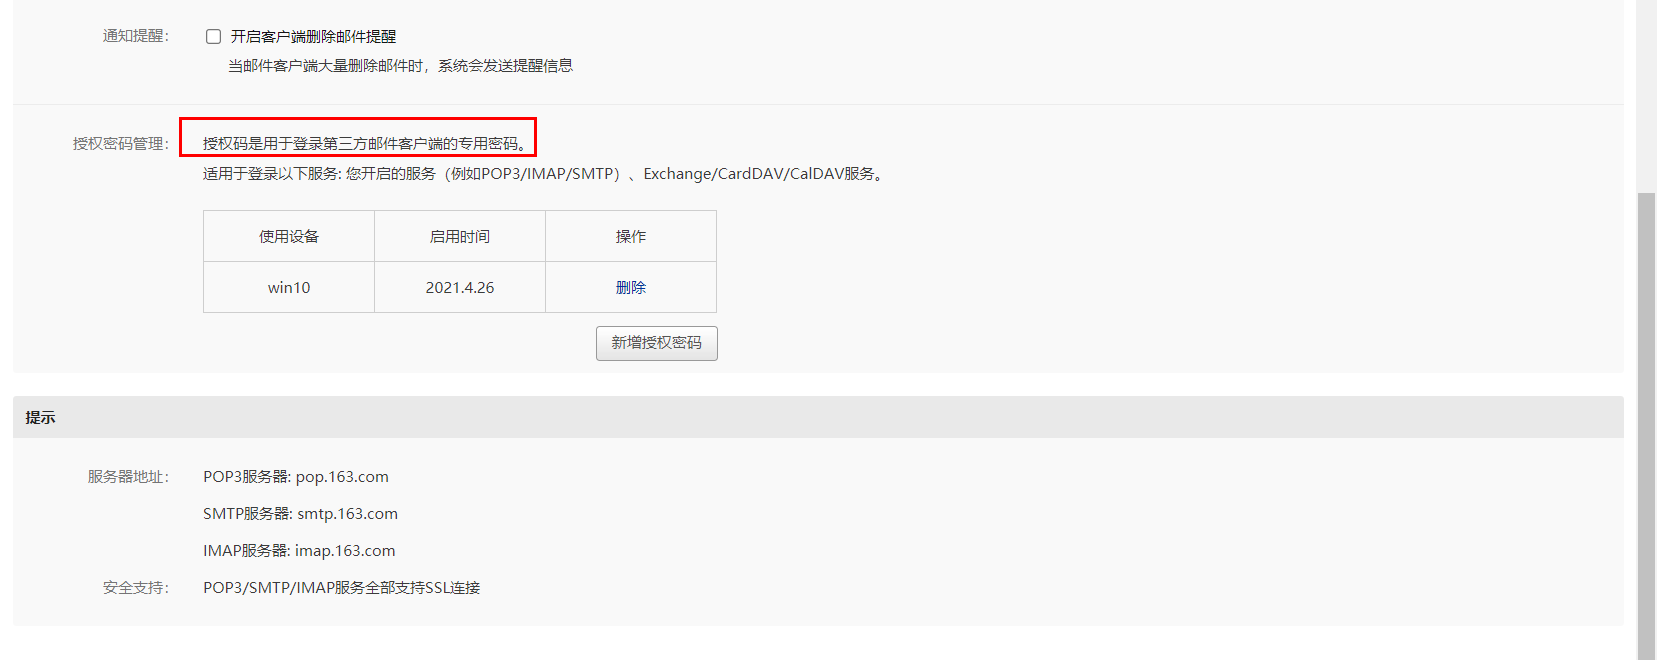 通知提醒：
开启客户端删除邮件提醒
当邮件客户端大量删除邮件时，系统会发送提醒信息
授权密码管理：
授权码是用于登录第三方邮件客户端的专用密码。
适用于登录以下服务: 您开启的服务（例如POP3/IMAP/SMTP）、Exchange/CardDAV/CalDAV服务。
使用设备 启用时间 操作
win10 2021.4.26 删除
新增授权密码
提示
服务器地址：
POP3服务器: pop.163.com
SMTP服务器: smtp.163.com
IMAP服务器: imap.163.com
安全支持：
POP3/SMTP/IMAP服务全部支持SSL连接